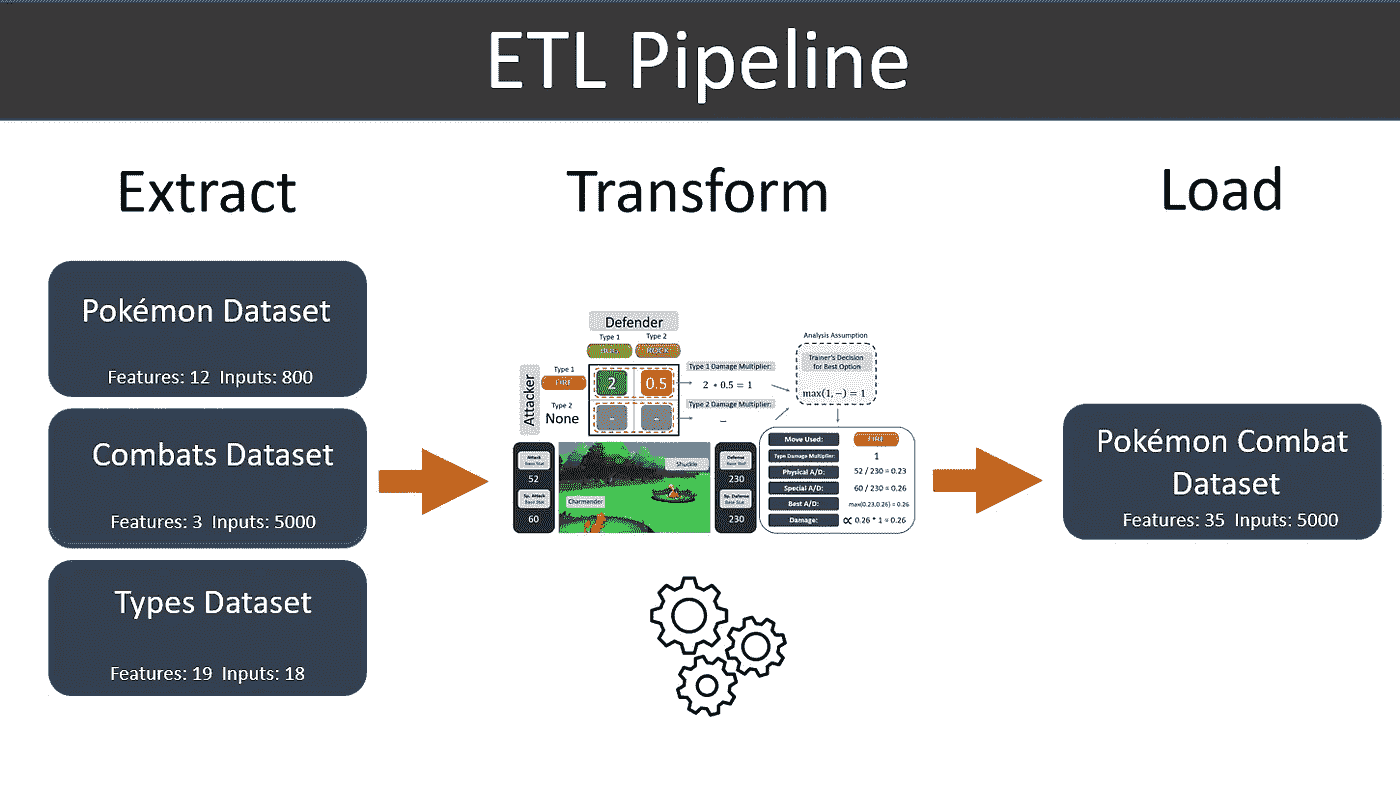 ETL Pipeline
Extract
Transform
Load
Pokémon Dataset
Features: 12 Inputs: 800
Combats Dataset
Features: 3 Inputs: 5000
Types Dataset
Features: 19 Inputs: 18
Defender
Type 1
Type 2
BUG
ROCK
Attacker
Type 1
FIRE
2
0.5
Type 2
None
-
-
Type 1 Damage Multiplier:
2 * 0.5 = 1
Type 2 Damage Multiplier:
–
Analysis Assumption
Trainer's Decision
for Best Option
max(1, −) = 1
Attack
Base Stat
52
Sp. Attack
Base Stat
60
Shuckle
Charmander
Defense
Base Stat
230
Sp. Defense
Base Stat
230
Move Used:
FIRE
Type Damage Multiplier:
1
Physical A/D:
52 / 230 = 0.23
Special A/D:
60 / 230 = 0.26
Best A/D:
max(0.23,0.26) = 0.26
Damage:
∝ 0.26 * 1 = 0.26
Pokémon Combat
Dataset
Features: 35 Inputs: 5000